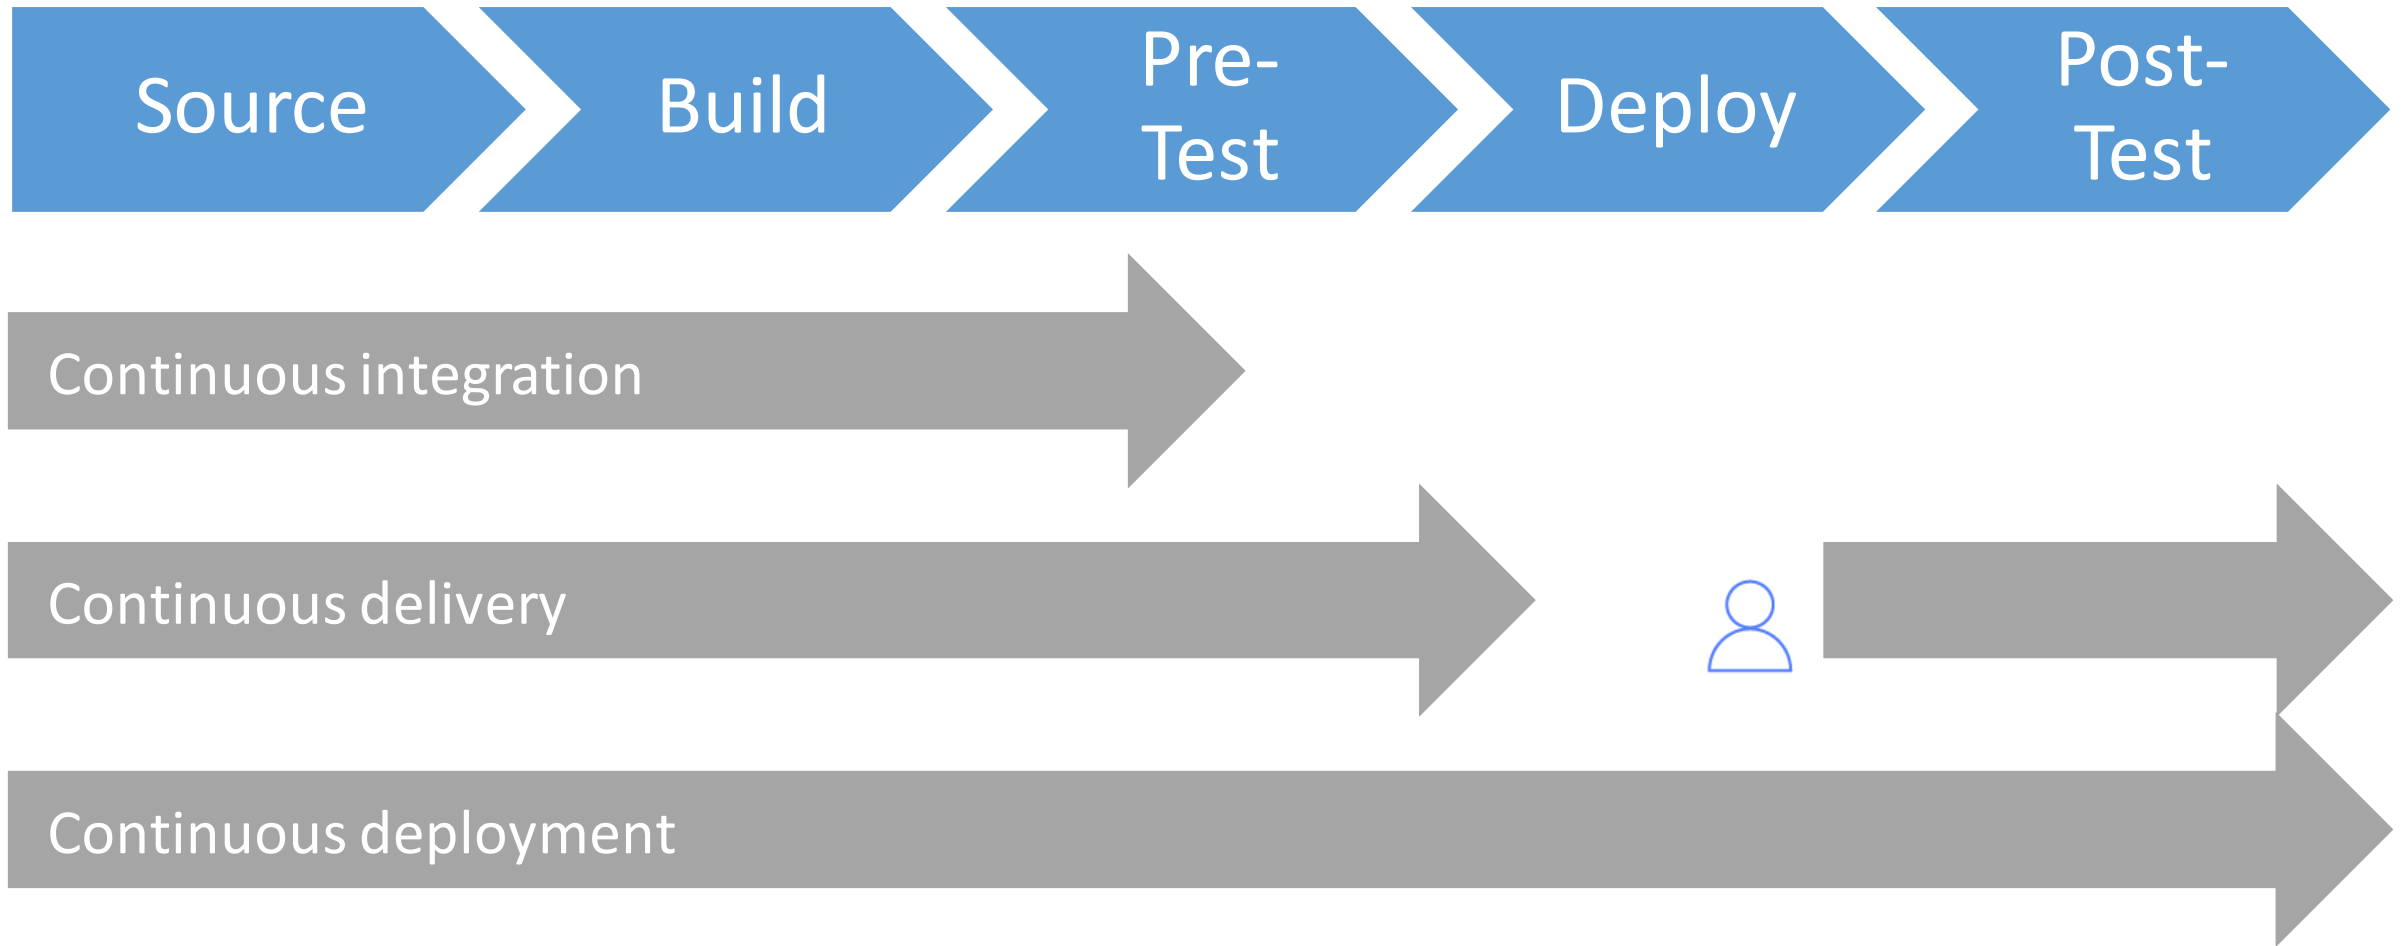 Source
Build
Pre-
Test
Deploy
Post-
Test
Continuous integration
Continuous delivery
Continuous deployment